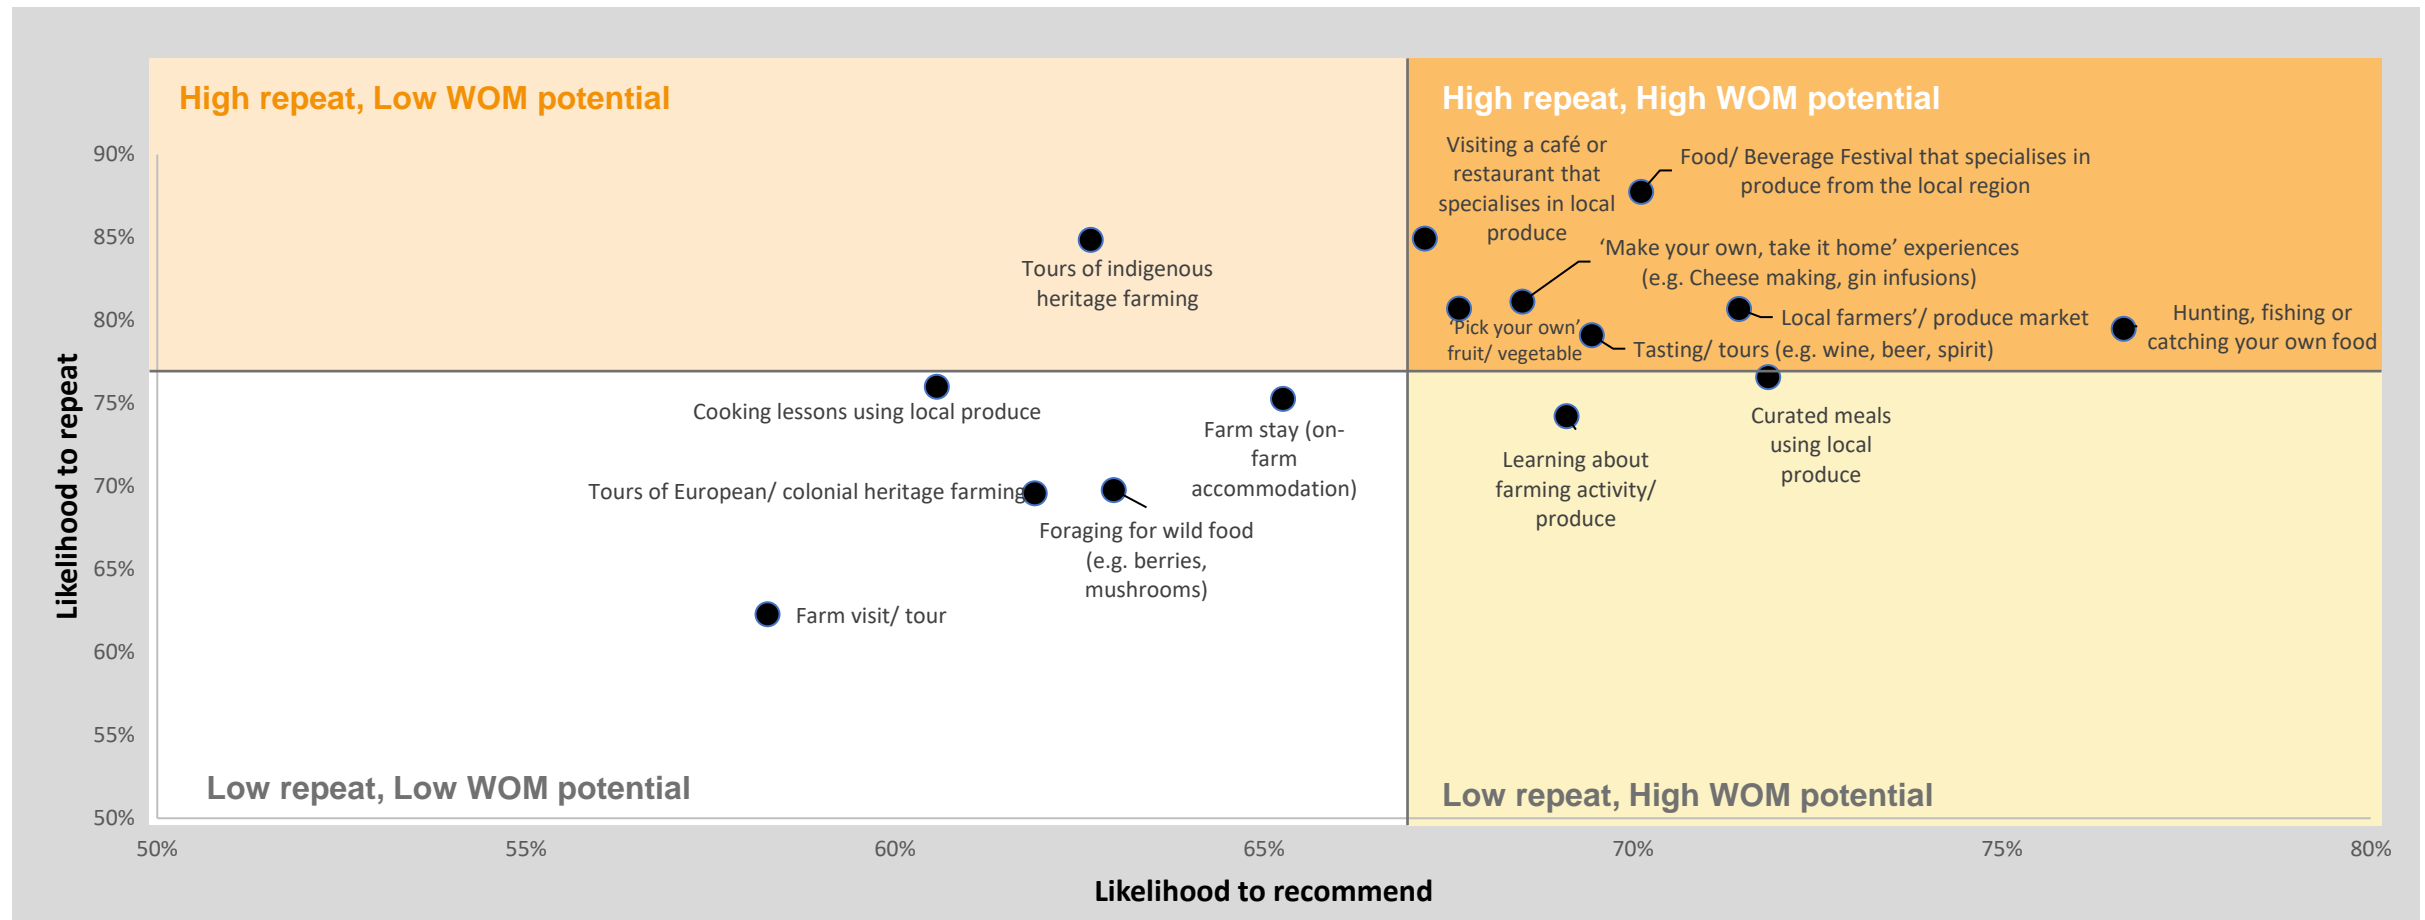 High repeat, Low WOM potential
High repeat, High WOM potential
Visiting a café or
restaurant that
specialises in local
produce
Food/ Beverage Festival that specialises in
produce from the local region
‘Make your own, take it home’ experiences
(e.g. Cheese making, gin infusions)
Tours of indigenous
heritage farming
‘Pick your own’
fruit/ vegetable
Local farmers’/ produce market
Tasting/ tours (e.g. wine, beer, spirit)
Hunting, fishing or
catching your own food
Cooking lessons using local produce
Farm stay (on-
farm
accommodation)
Curated meals
using local
produce
Learning about
farming activity/
produce
Tours of European/ colonial heritage farming
Foraging for wild food
(e.g. berries,
mushrooms)
Farm visit/ tour
Low repeat, Low WOM potential
Low repeat, High WOM potential
Likelihood to repeat
90%
85%
80%
75%
70%
65%
60%
55%
50%
50%
55%
60%
65%
70%
75%
80%
Likelihood to recommend